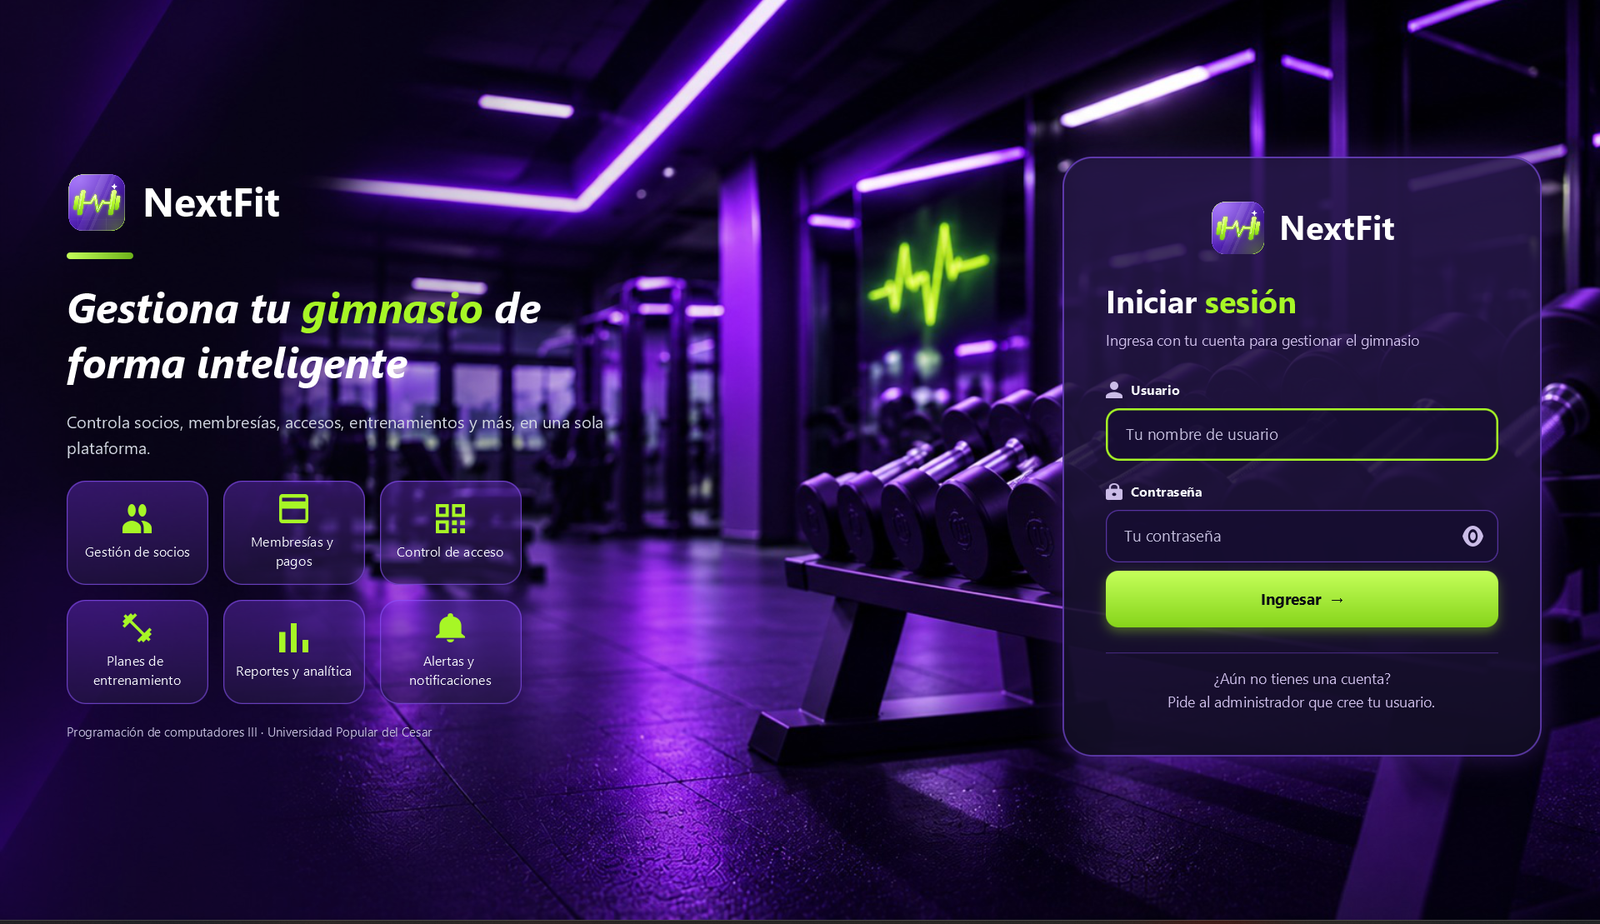 NextFit
Gestiona tu gimnasio de
forma inteligente
Controla socios, membresías, accesos, entrenamientos y más, en una sola
plataforma.
Gestión de socios
Membresías y
pagos
Control de acceso
Planes de
entrenamiento
Reportes y analítica
Alertas y
notificaciones
Programación de computadores III · Universidad Popular del Cesar
NextFit
Iniciar sesión
Ingresa con tu cuenta para gestionar el gimnasio
Usuario
Tu nombre de usuario
Contraseña
Tu contraseña
Ingresar →
¿Aún no tienes una cuenta?
Pide al administrador que cree tu usuario.